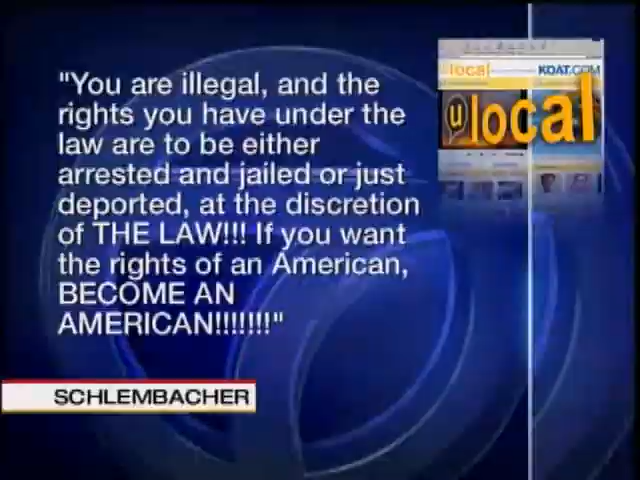 "You are illegal, and the
rights you have under the
law are to be either
arrested and jailed or just
deported, at the discretion
of THE LAW!!! If you want
the rights of an American,
BECOME AN
AMERICAN!!!!!!!"
SCHLEMBACHER
local
KOAT.COM
u local